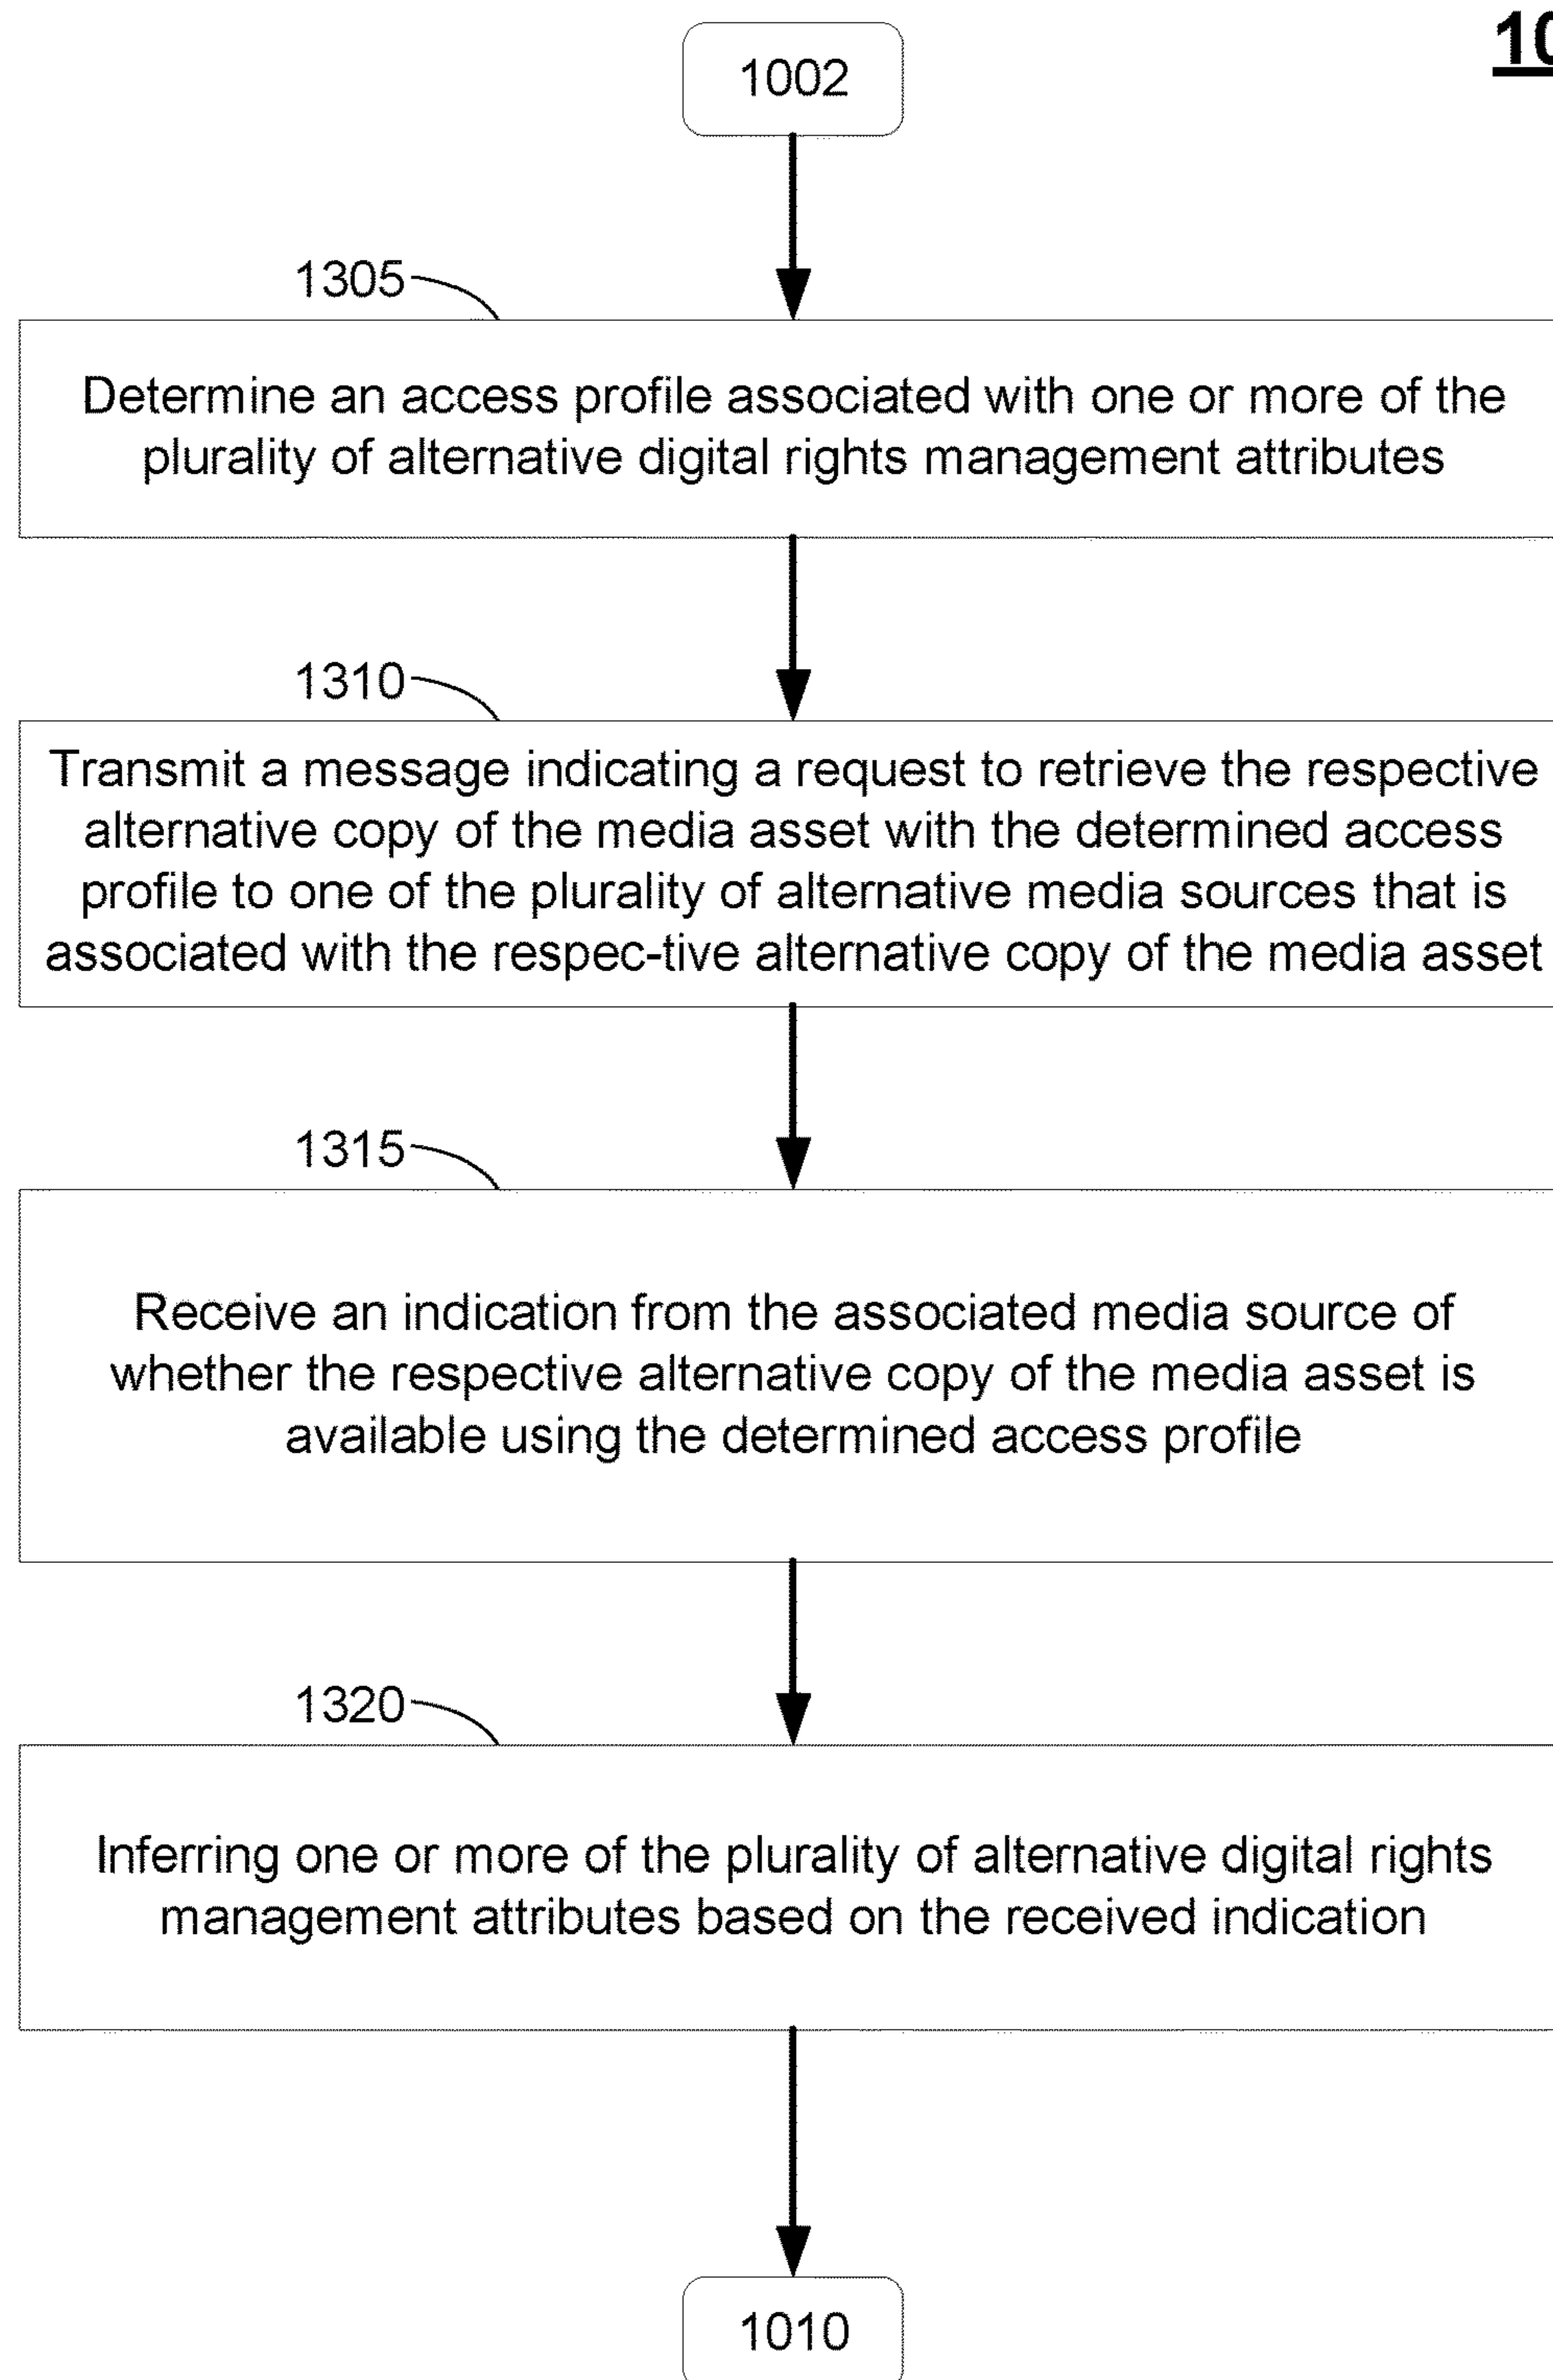 10
1002
1305
Determine an access profile associated with one or more of the
plurality of alternative digital rights management attributes
1310
Transmit a message indicating a request to retrieve the respective
alternative copy of the media asset with the determined access
profile to one of the plurality of alternative media sources that is
associated with the respec-tive alternative copy of the media asset
1315
Receive an indication from the associated media source of
whether the respective alternative copy of the media asset is
available using the determined access profile
1320
Inferring one or more of the plurality of alternative digital rights
management attributes based on the received indication
1010